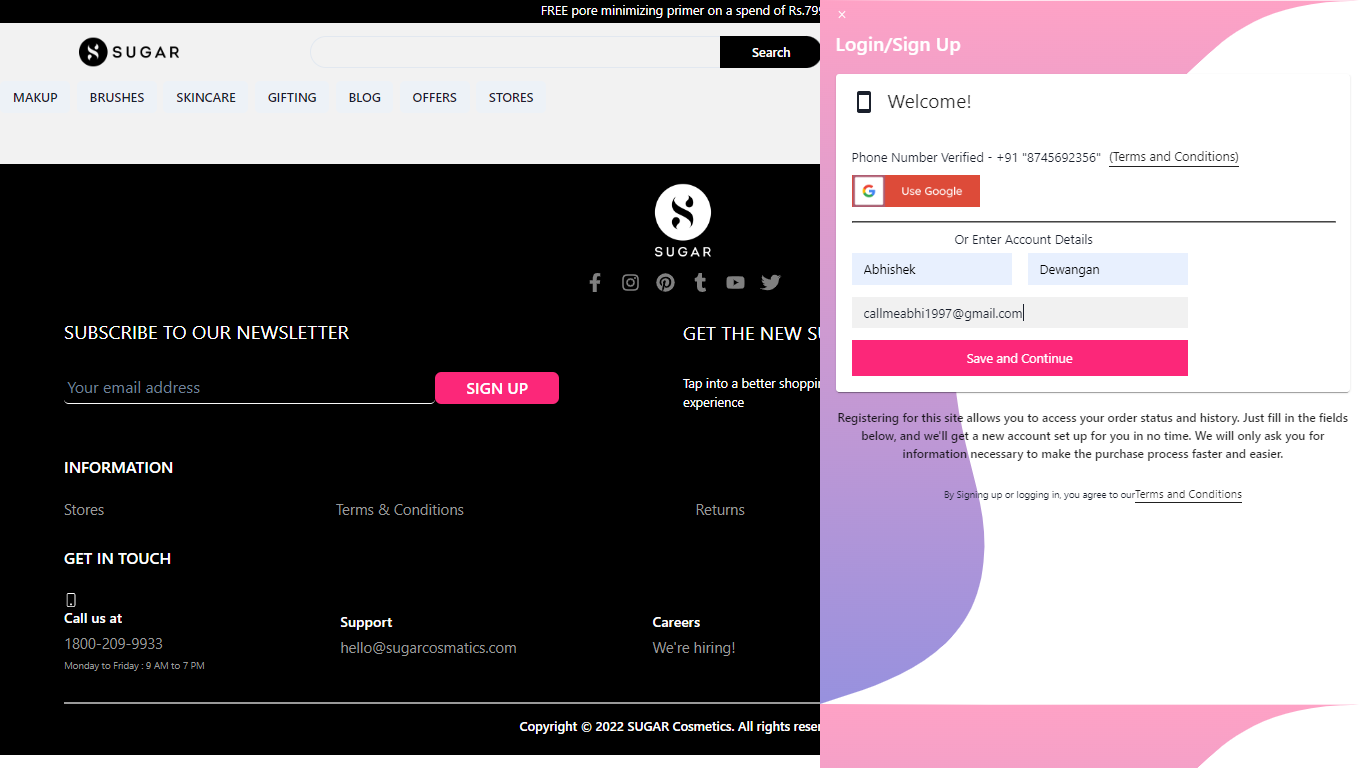 FREE pore minimizing primer on a spend of Rs.799
SUGAR
Search
MAKUP BRUSHES SKINCARE GIFTING BLOG OFFERS STORES
SUGAR
SUBSCRIBE TO OUR NEWSLETTER
Your email address
SIGN UP
GET THE NEW SU
Tap into a better shoppin
experience
INFORMATION
Stores
Terms & Conditions
Returns
GET IN TOUCH
Call us at
1800-209-9933
Monday to Friday : 9 AM to 7 PM
Support
hello@sugarcosmatics.com
Careers
We're hiring!
Copyright © 2022 SUGAR Cosmetics. All rights reser
×
Login/Sign Up
Welcome!
Phone Number Verified - +91 "8745692356" (Terms and Conditions)
G Use Google
Or Enter Account Details
Abhishek Dewangan
callmeabhi1997@gmail.com
Save and Continue
Registering for this site allows you to access your order status and history. Just fill in the fields
below, and we'll get a new account set up for you in no time. We will only ask you for
information necessary to make the purchase process faster and easier.
By Signing up or logging in, you agree to ourTerms and Conditions